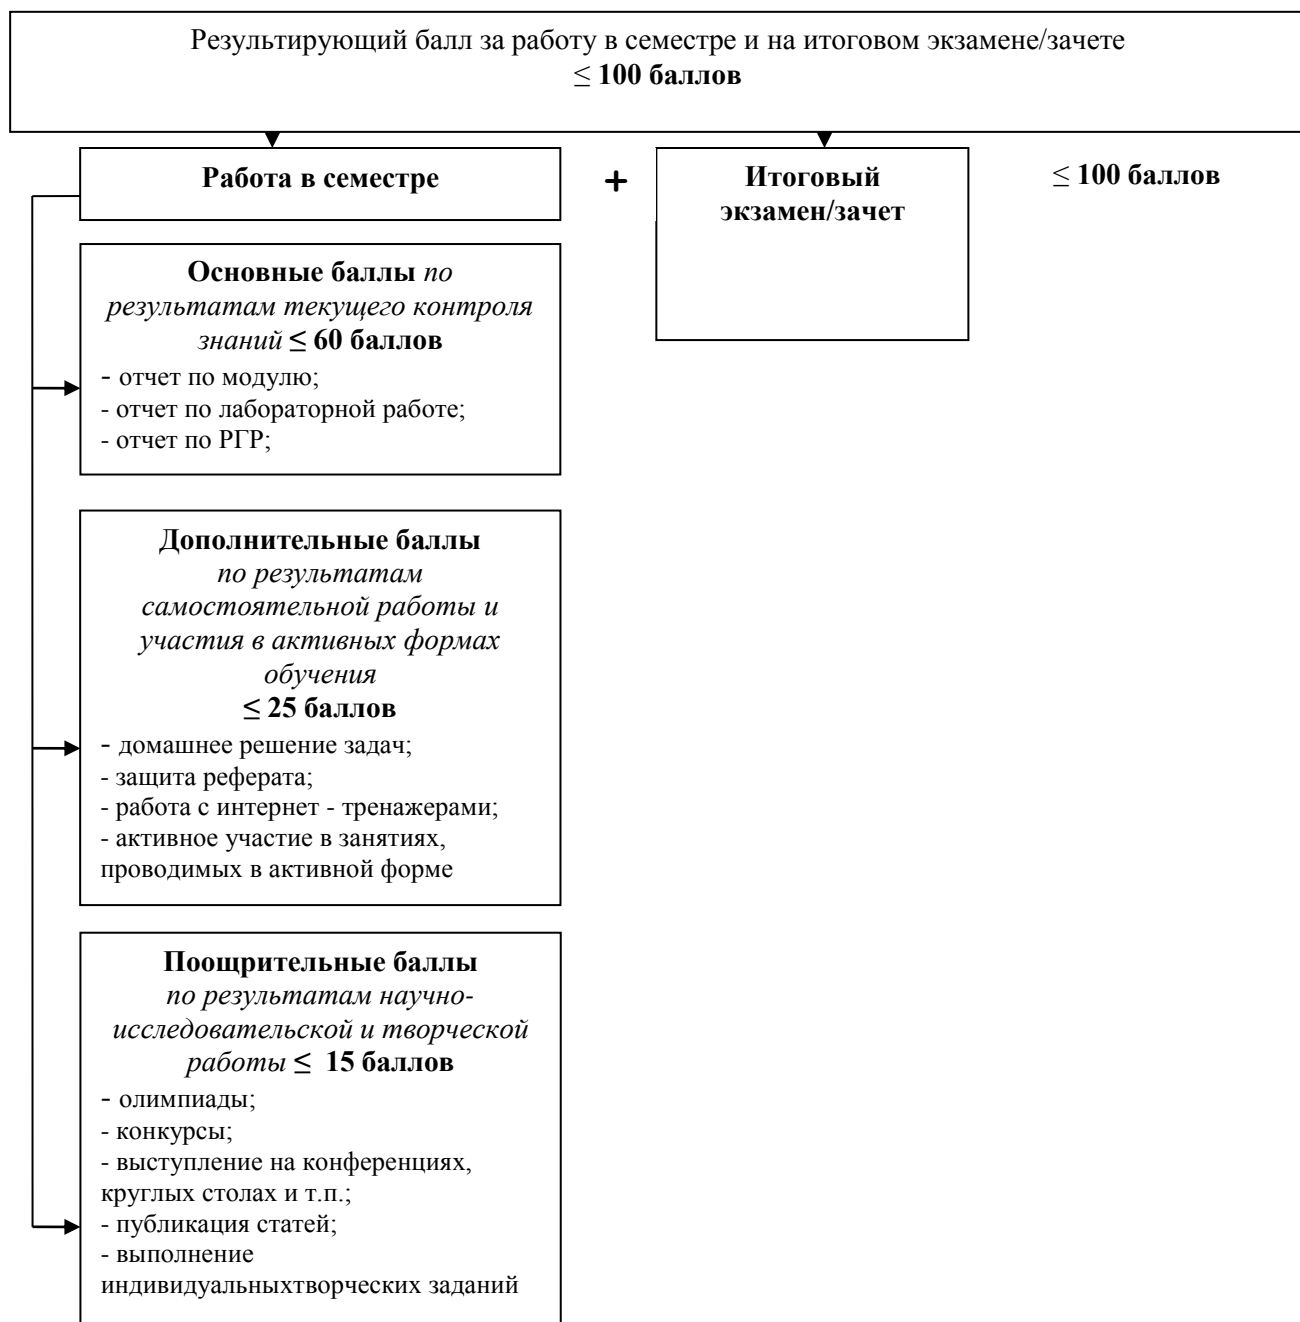 Результирующий балл за работу в семестре и на итоговом экзамене/зачете
≤ 100 баллов
Работа в семестре
+
Итоговый
экзамен/зачет
≤ 100 баллов
Основные баллы по
результатам текущего контроля
знаний ≤ 60 баллов
- отчет по модулю;
- отчет по лабораторной работе;
- отчет по РГР;
Дополнительные баллы
по результатам
самостоятельной работы и
участия в активных формах
обучения
≤ 25 баллов
- домашнее решение задач;
- защита реферата;
- работа с интернет - тренажерами;
- активное участие в занятиях,
проводимых в активной форме
Поощрительные баллы
по результатам научно-
исследовательской и творческой
работы ≤ 15 баллов
- олимпиады;
- конкурсы;
- выступление на конференциях,
круглых столах и т.п.;
- публикация статей;
- выполнение
индивидуальныхтворческих заданий